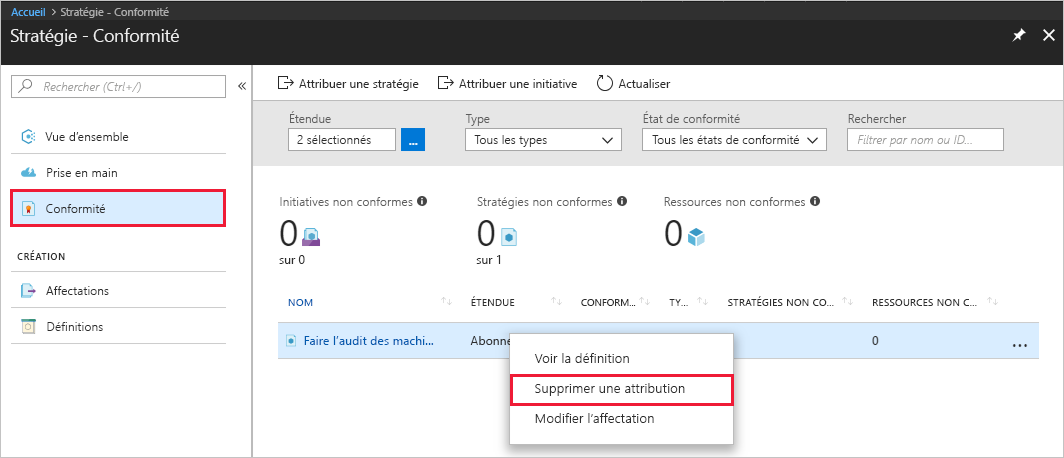 Accueil > Stratégie - Conformité
Stratégie - Conformité
Rechercher (Ctrl+/)
Vue d'ensemble
Prise en main
Conformité
CRÉATION
Affectations
Définitions
Attribuer une stratégie Attribuer une initiative Actualiser
Étendue Type État de conformité Rechercher
2 sélectionnés ... Tous les types Tous les états de conformité Filtrer par nom ou ID...
Initiatives non conformes Stratégies non conformes Ressources non conformes
0 0 0
sur 0 sur 1
NOM ÉTENDUE CONFORM... TY... STRATÉGIES NON CO... RESSOURCES NON C...
Faire l'audit des machi... Abonne 0 ...
Voir la définition
Supprimer une attribution
Modifier l'affectation